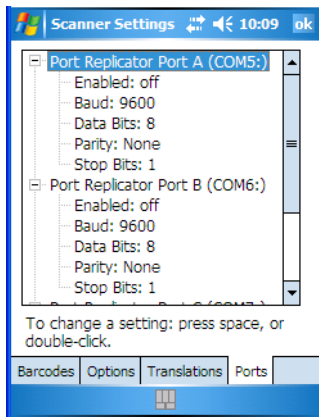 Scanner Settings 10:09 ok
Port Replicator Port A (COM5:)
Enabled: off
Baud: 9600
Data Bits: 8
Parity: None
Stop Bits: 1
Port Replicator Port B (COM6:)
Enabled: off
Baud: 9600
Data Bits: 8
Parity: None
Stop Bits: 1
To change a setting: press space, or
double-click.
Barcodes Options Translations Ports